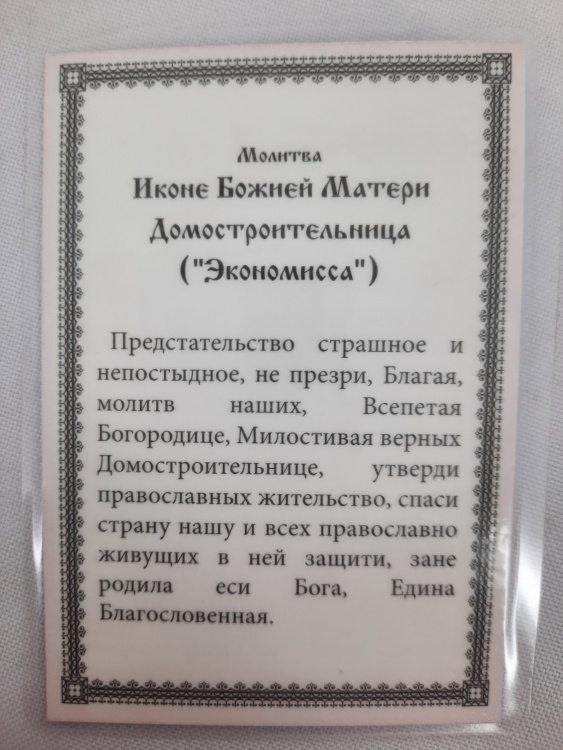 Молитва
Иконе Божией Матери
Домостроительница
("Экономисса")
Предстательство страшное и
непостыдное, не презри, Благая,
молитв наших, Всепетая
Богородице, Милостивая верных
Домостроительнице, утверди
православных жительство, спаси
страну нашу и всех православно
живущих в ней защити, зане
родила еси Бога, Едина
Благословенная.